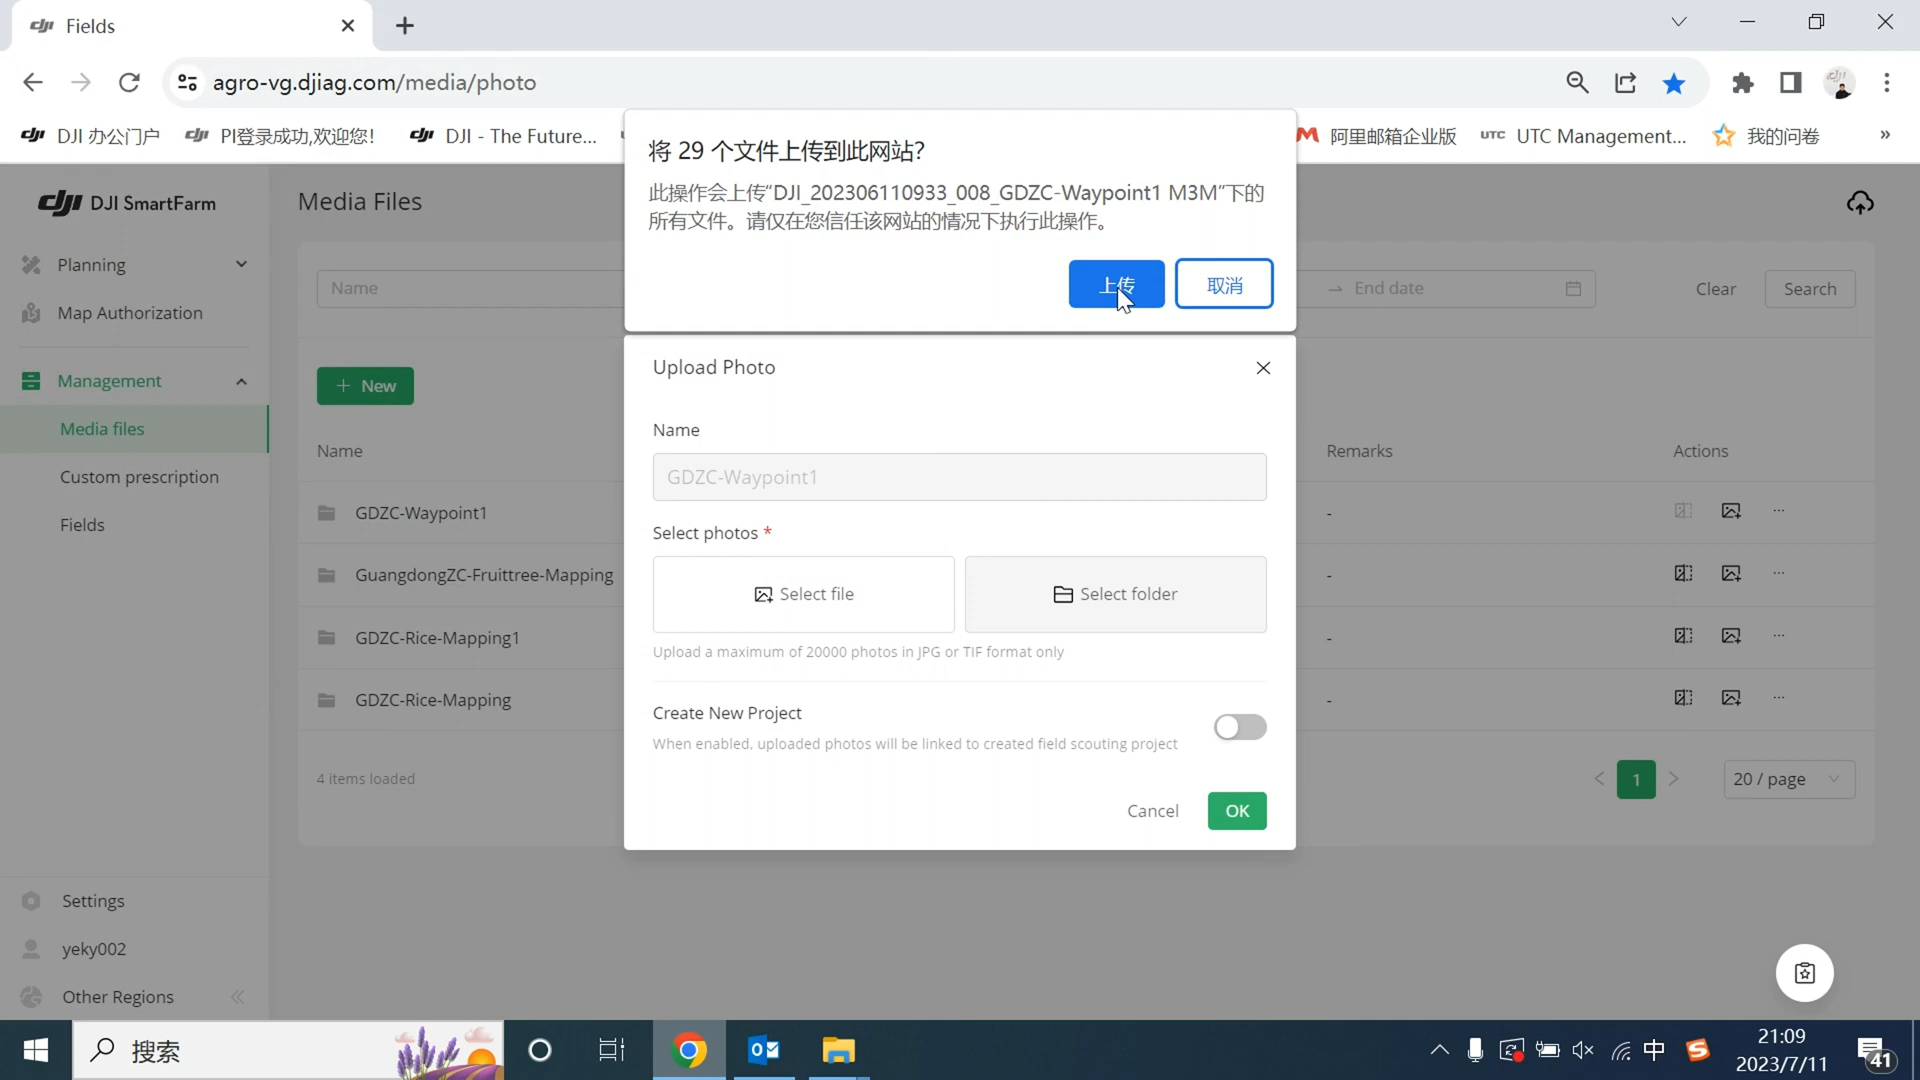 dji Fields
agro-vg.djiag.com/media/photo
dji DJI 办公门户 dji PI登录成功,欢迎您! dji DJI - The Future... 阿里邮箱企业版 UTC UTC Management... 我的问卷 »
将 29 个文件上传到此网站?
此操作会上传"DJI_202306110933_008_GDZC-Waypoint1 M3M"下的
所有文件。请仅在您信任该网站的情况下执行此操作。
上传 取消
dji DJI SmartFarm
Planning
Map Authorization
Management
Media files
Custom prescription
Fields
Settings
yeky002
Other Regions
Media Files
Name
→ End date
Clear
Search
+ New
Name
Remarks
Actions
GDZC-Waypoint1
-
...
GuangdongZC-Fruittree-Mapping
-
...
GDZC-Rice-Mapping1
-
...
GDZC-Rice-Mapping
-
...
4 items loaded
< 1 >
20 / page
Upload Photo
Name
GDZC-Waypoint1
Select photos *
Select file
Select folder
Upload a maximum of 20000 photos in JPG or TIF format only
Create New Project
When enabled, uploaded photos will be linked to created field scouting project
Cancel
OK
搜索
中
21:09
2023/7/11
41